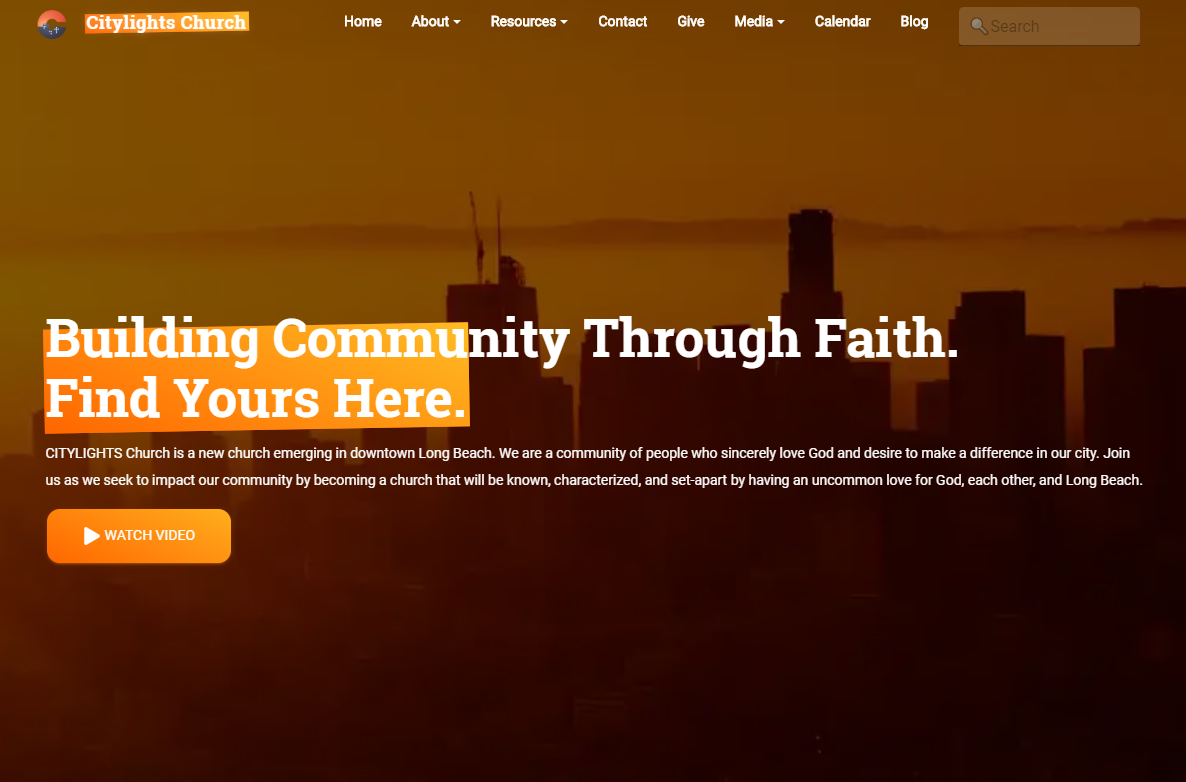 Citylights Church
Home About Resources Contact Give Media Calendar Blog Search
Building Community Through Faith.
Find Yours Here.
CITYLIGHTS Church is a new church emerging in downtown Long Beach. We are a community of people who sincerely love God and desire to make a difference in our city. Join
us as we seek to impact our community by becoming a church that will be known, characterized, and set-apart by having an uncommon love for God, each other, and Long Beach.
WATCH VIDEO